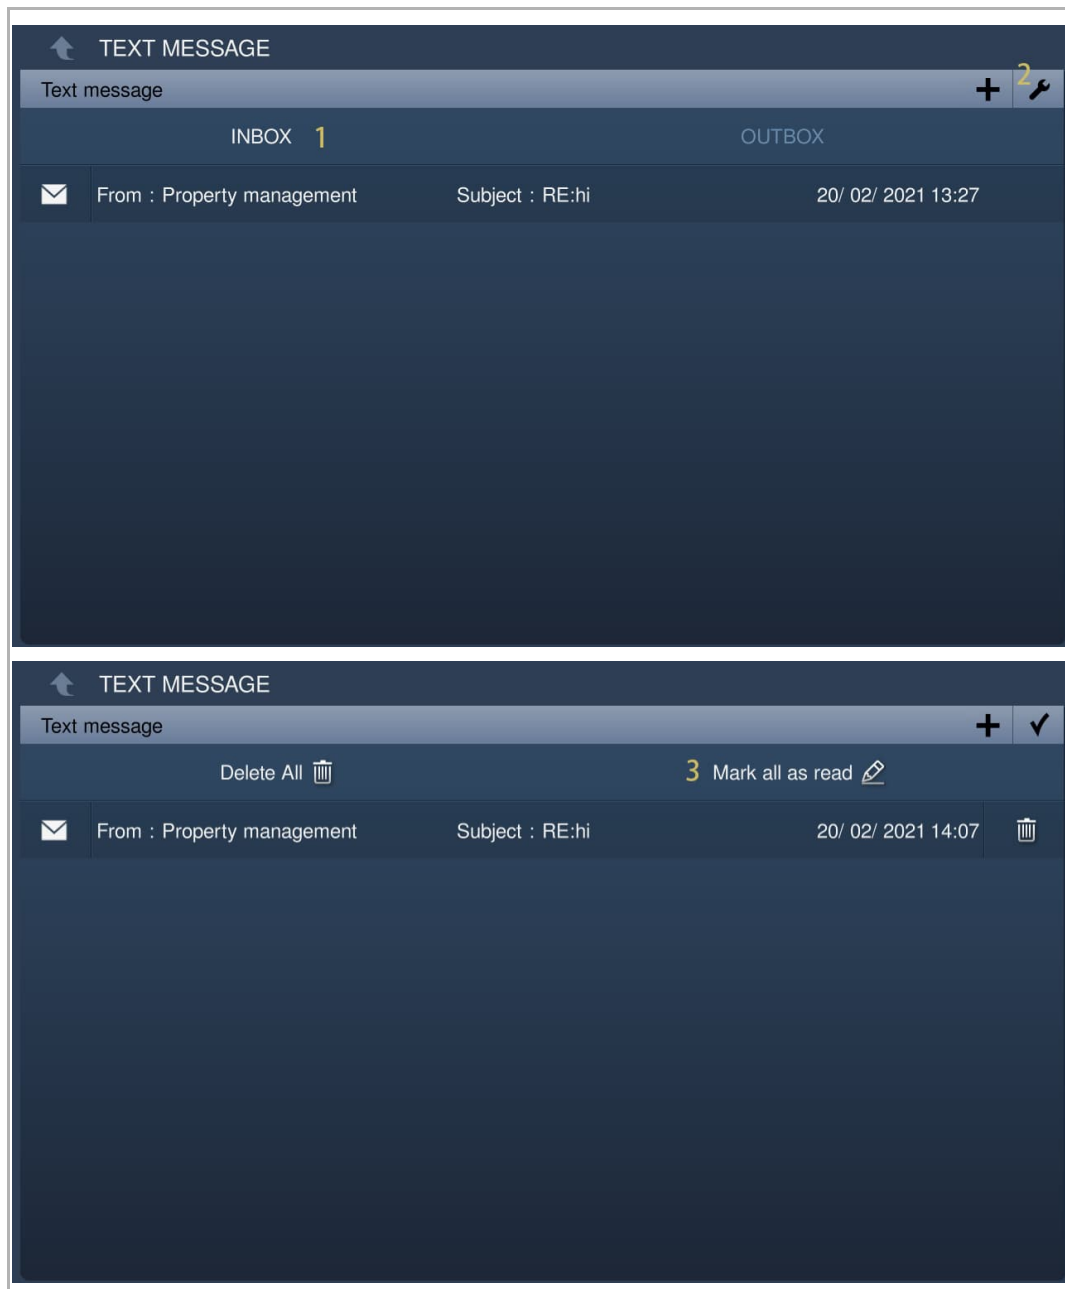 TEXT MESSAGE
Text message
2
INBOX 1 OUTBOX
From : Property management Subject : RE:hi 20/ 02/ 2021 13:27
TEXT MESSAGE
Text message
Delete All 3 Mark all as read
From : Property management Subject : RE:hi 20/ 02/ 2021 14:07